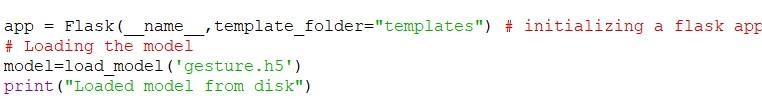 app = Flask(__name__,template_folder="templates") # initializing a flask app
# Loading the model
model=load_model('gesture.h5')
print("Loaded model from disk")